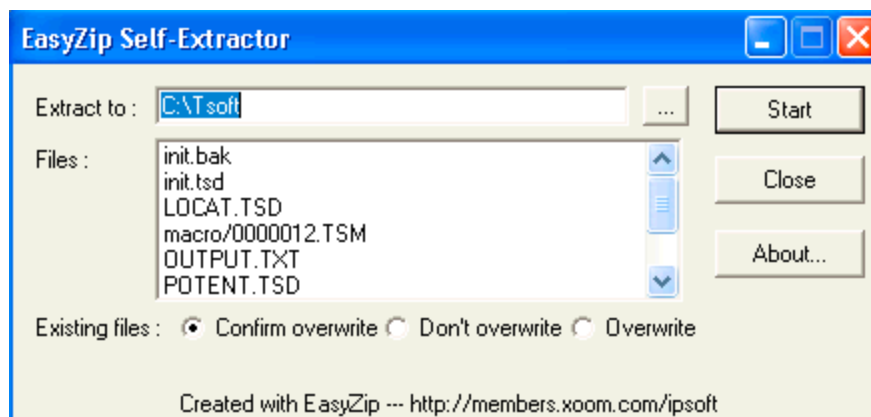 EasyZip Self-Extractor
Extract to : C:\Tsoft ... Start
Files :
init.bak
init.tsd
LOCAT.TSD
macro/0000012.TSM
OUTPUT.TXT
POTENT.TSD
Close
About...
Existing files : Confirm overwrite Don't overwrite Overwrite
Created with EasyZip --- http://members.xoom.com/ipsoft